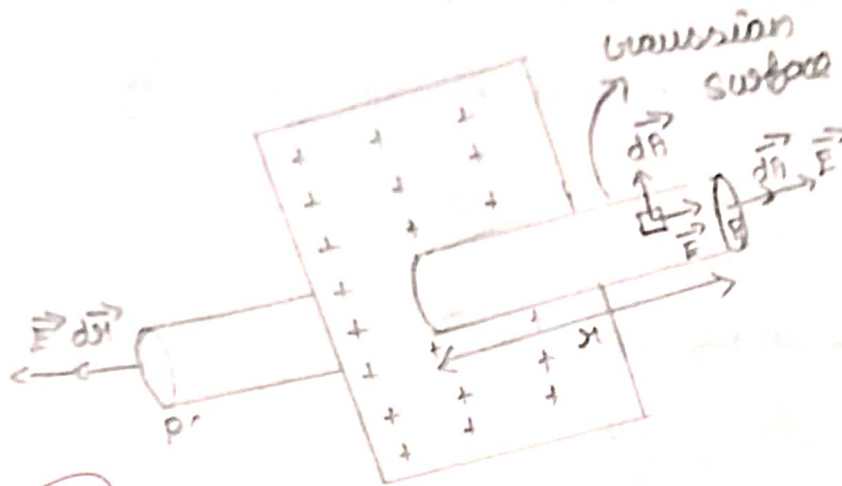 Gaussian
surface
dA
dA E
E
P
E dA
r
P'
+ + + + + + + + + + + + + + + + + + + + + + + +